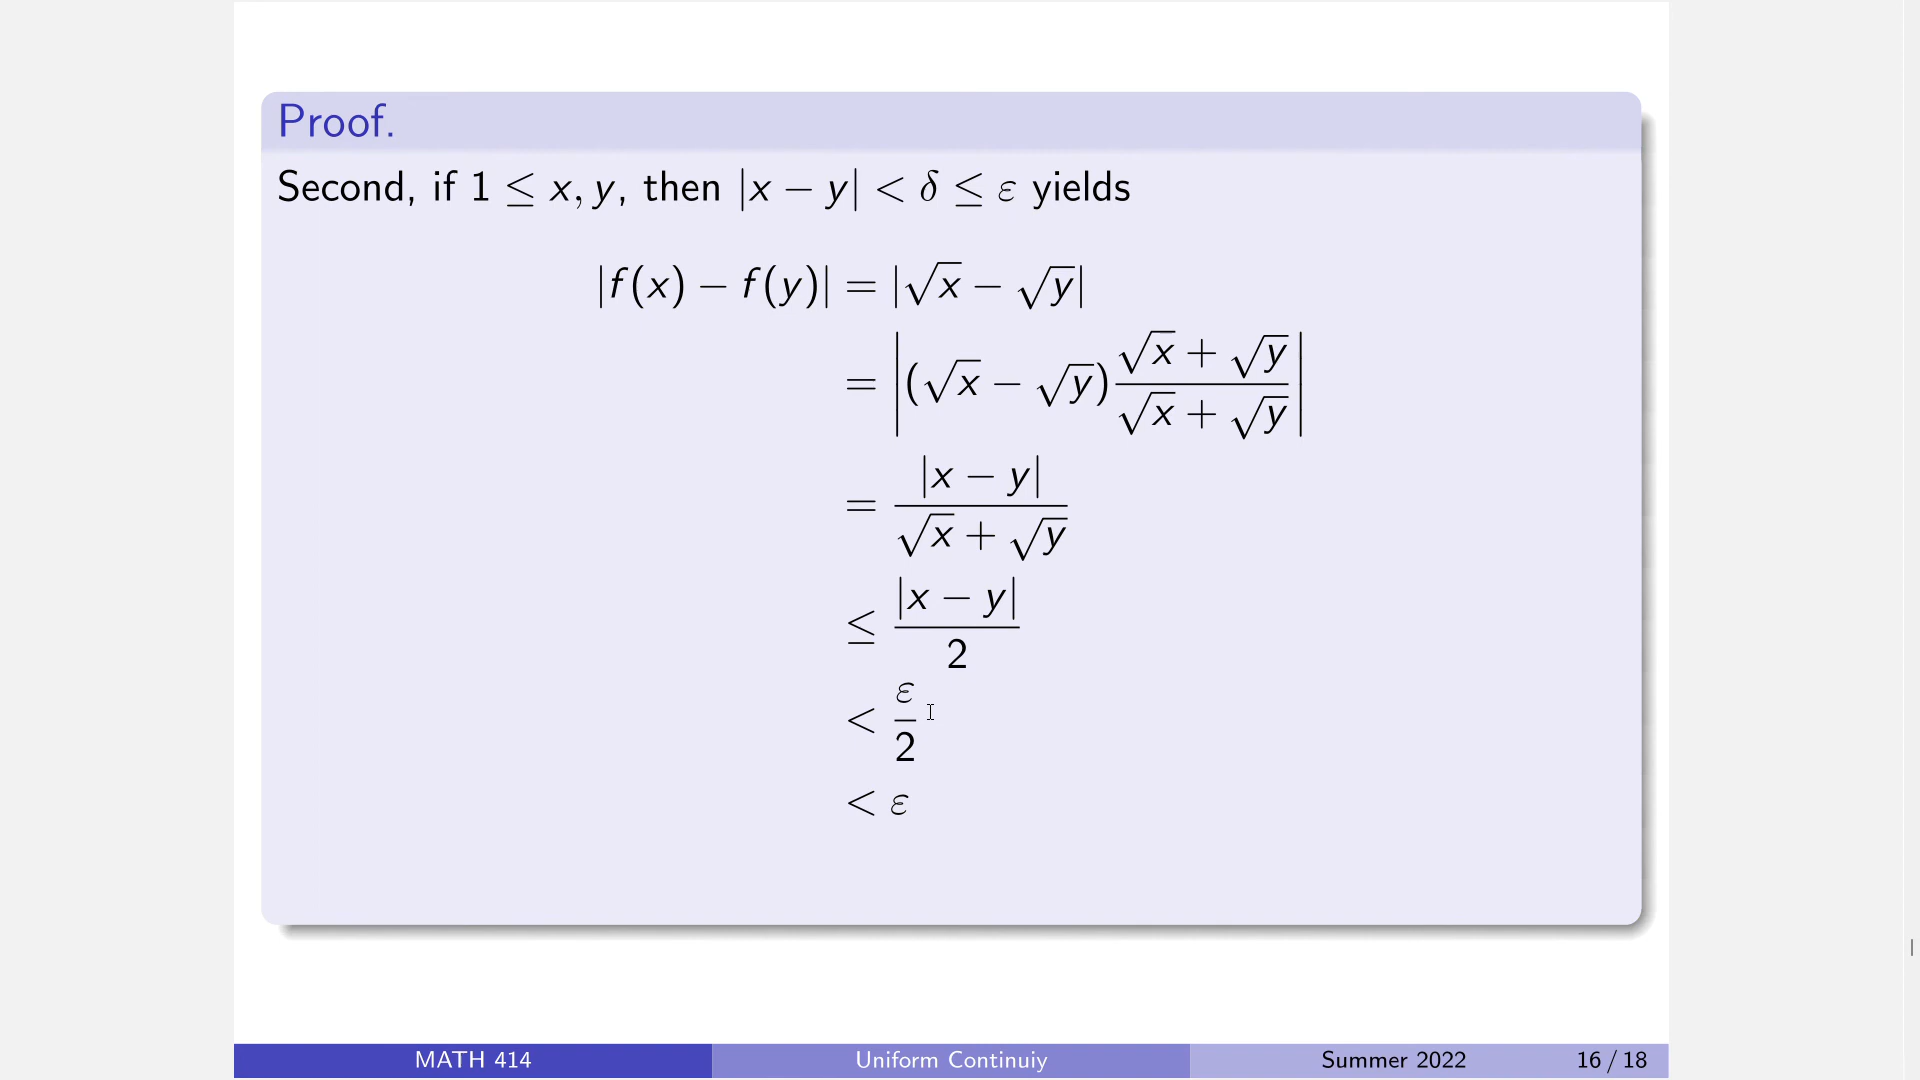 Proof.
Second, if 1 ≤ x, y, then |x − y| < δ ≤ ε yields
|f(x) − f(y)| = |√x − √y|
= |(√x − √y) (√x + √y)/(√x + √y)|
= |x − y|/(√x + √y)
≤ |x − y|/2
< ε/2
< ε
MATH 414 Uniform Continuiy Summer 2022 16 / 18